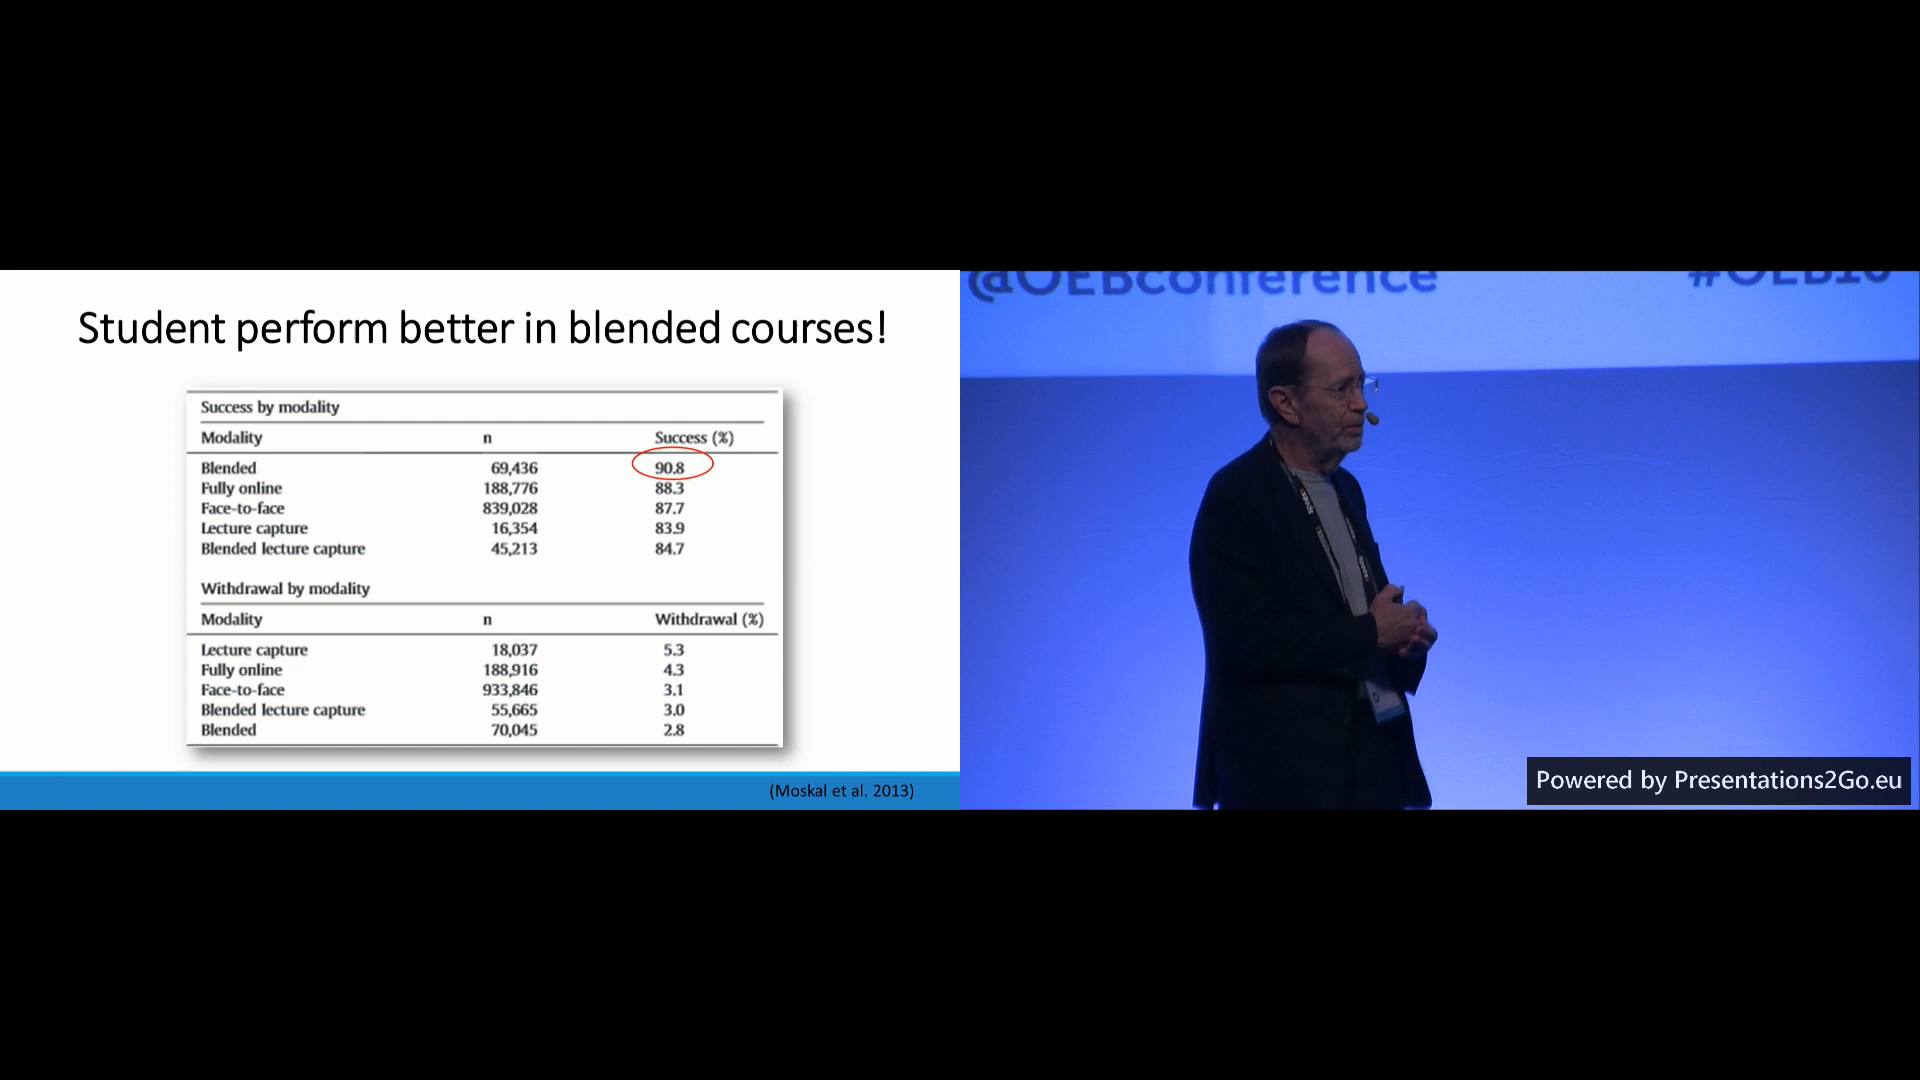 Student perform better in blended courses!
Success by modality
Modality n Success (%)
Blended 69,436 90.8
Fully online 188,776 88.3
Face-to-face 839,028 87.7
Lecture capture 16,354 83.9
Blended lecture capture 45,213 84.7
Withdrawal by modality
Modality n Withdrawal (%)
Lecture capture 18,037 5.3
Fully online 188,916 4.3
Face-to-face 933,846 3.1
Blended lecture capture 55,665 3.0
Blended 70,045 2.8
(Moskal et al. 2013)
@OEBconference
Powered by Presentations2Go.eu